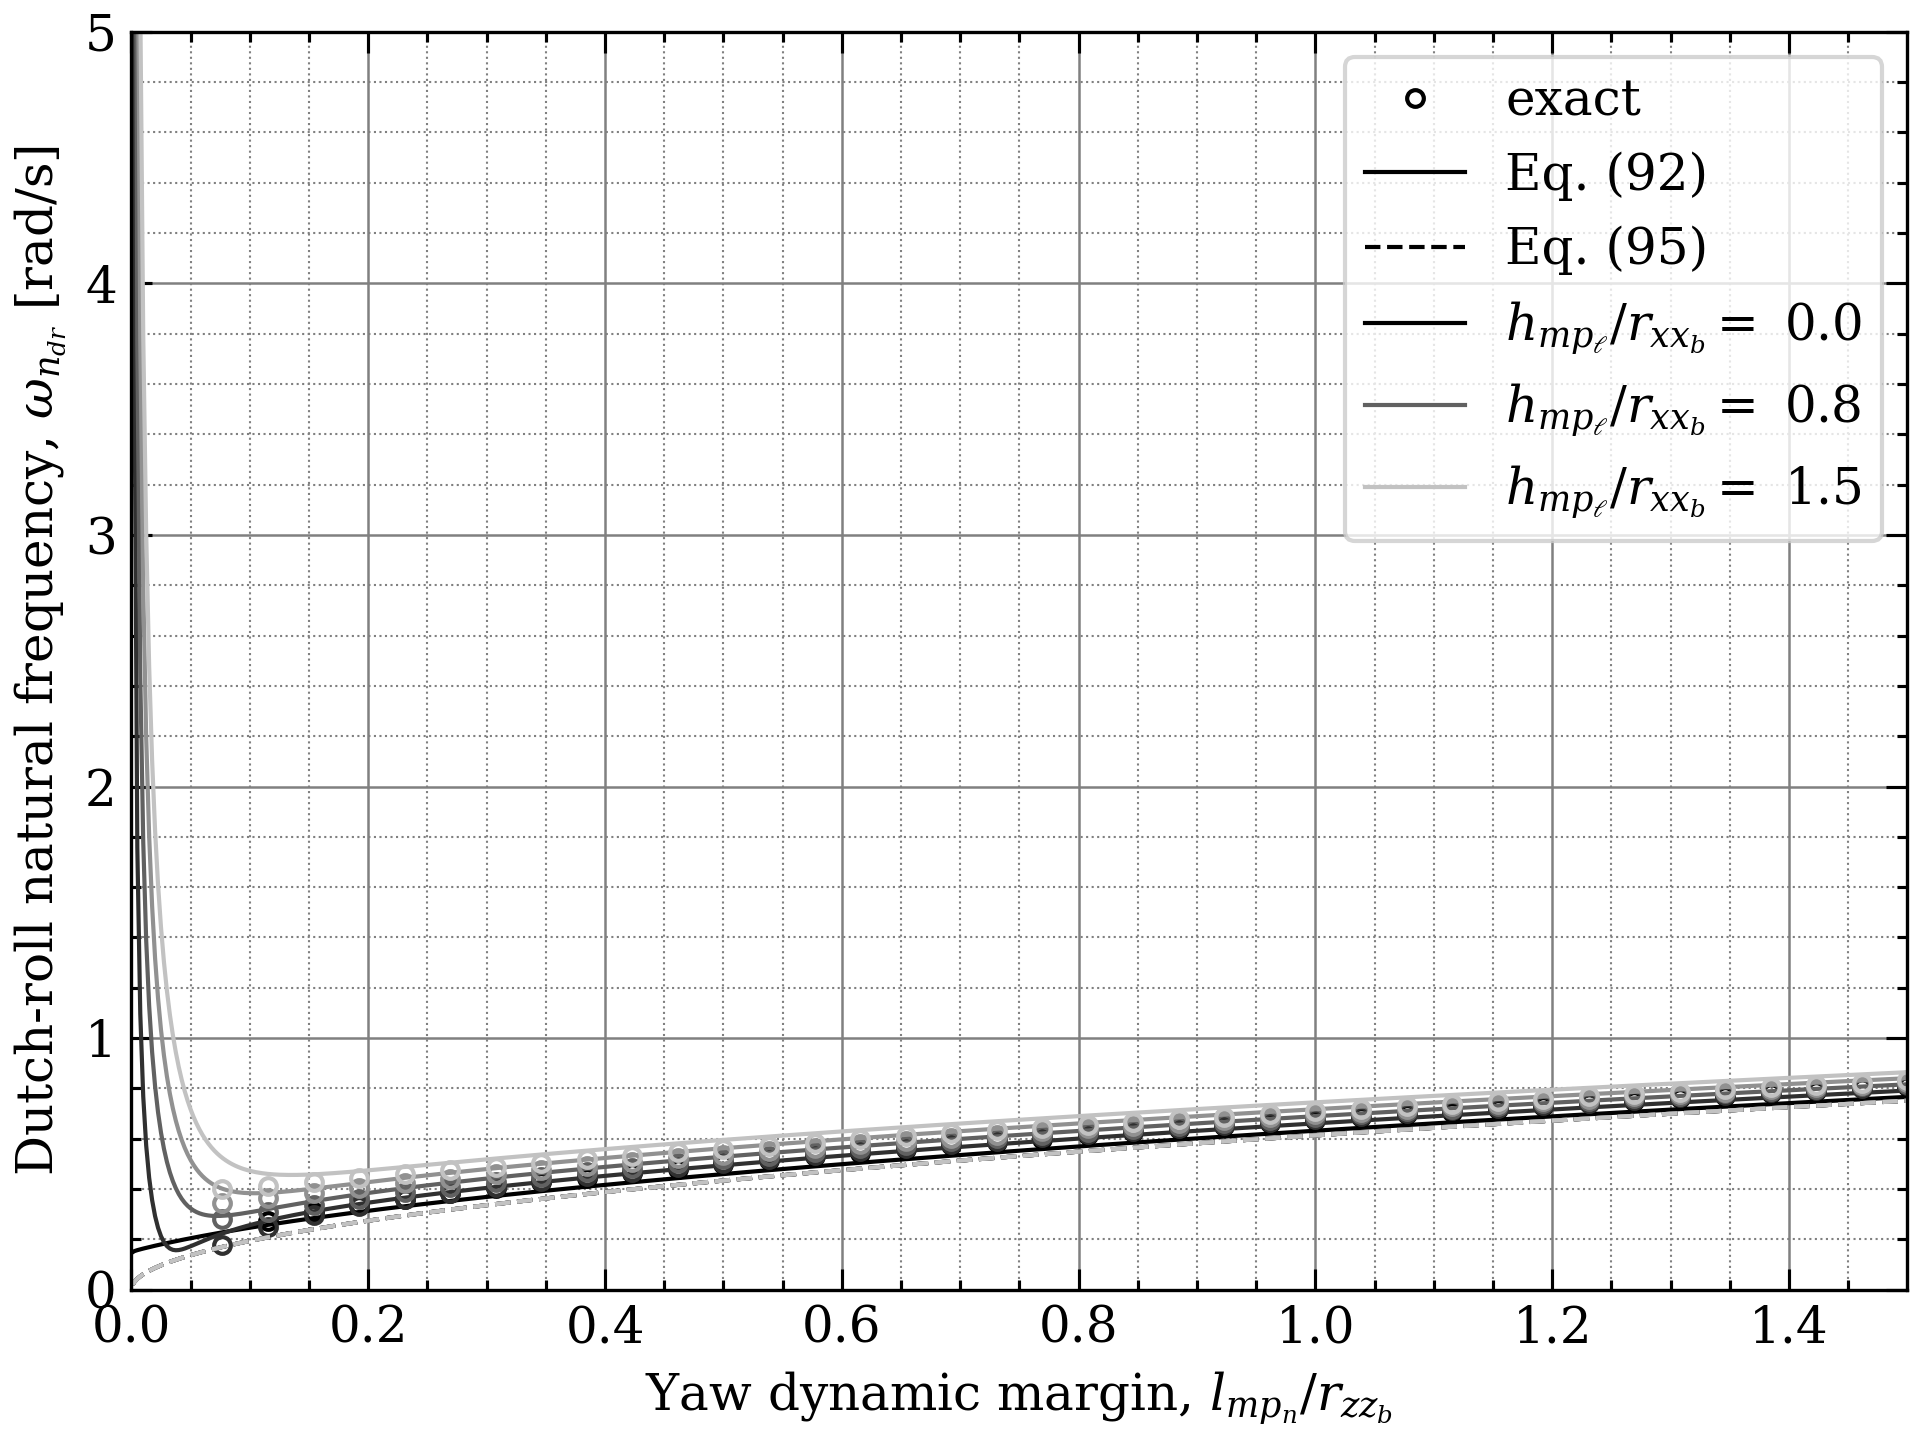 Dutch-roll natural frequency, ω_{n_{dr}} [rad/s]
5
4
3
2
1
0
0.0 0.2 0.4 0.6 0.8 1.0 1.2 1.4
Yaw dynamic margin, l_{mp_n}/r_{zz_b}
exact
Eq. (92)
Eq. (95)
h_{mp_ℓ}/r_{xx_b} = 0.0
h_{mp_ℓ}/r_{xx_b} = 0.8
h_{mp_ℓ}/r_{xx_b} = 1.5